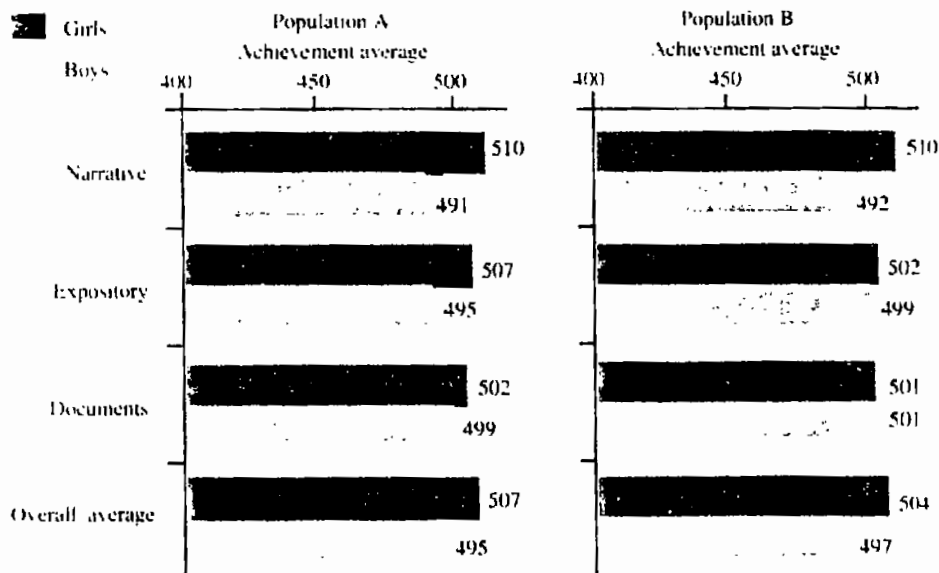 Girls
Boys
Population A
Achievement average
400 450 500
Population B
Achievement average
400 450 500
Narrative
510
491
510
492
Expository
507
495
502
499
Documents
502
499
501
501
Overall average
507
495
504
497